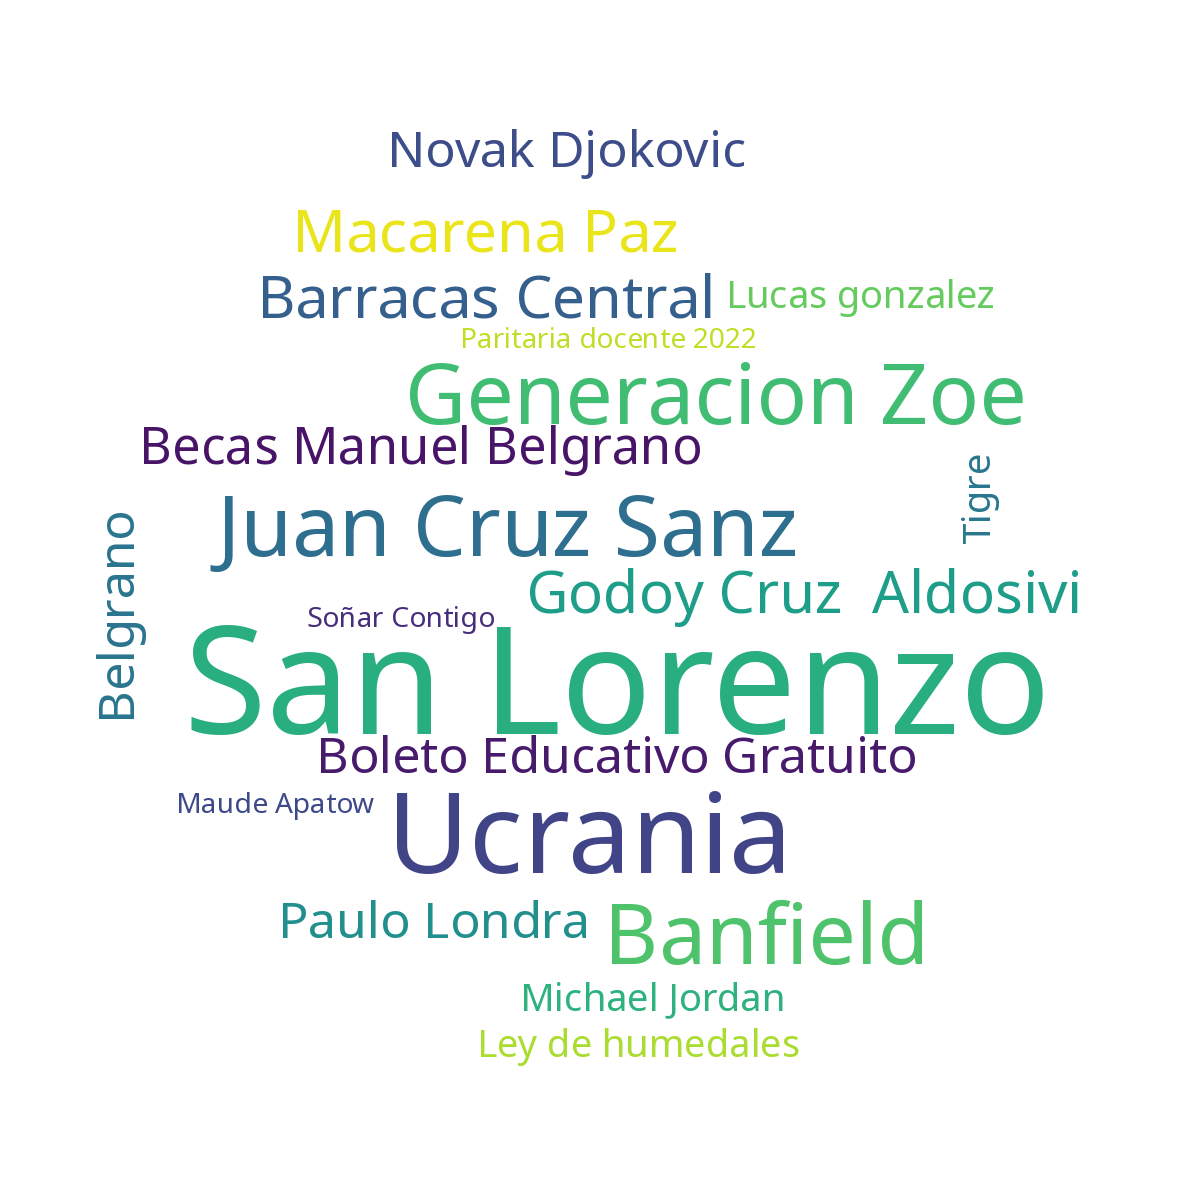 Novak Djokovic
Macarena Paz
Barracas Central
Lucas gonzalez
Paritaria docente 2022
Generacion Zoe
Becas Manuel Belgrano
Tigre
Juan Cruz Sanz
Belgrano
Godoy Cruz
Aldosivi
Soñar Contigo
San Lorenzo
Boleto Educativo Gratuito
Maude Apatow
Ucrania
Paulo Londra
Banfield
Michael Jordan
Ley de humedales